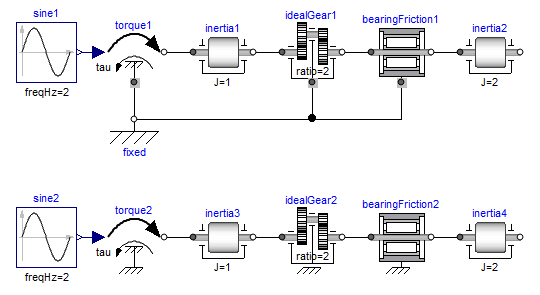 sine1
torque1
inertia1
idealGear1
bearingFriction1
inertia2
tau
freqHz=2
J=1
ratio=2
J=2
fixed
sine2
torque2
inertia3
idealGear2
bearingFriction2
inertia4
tau
freqHz=2
J=1
ratio=2
J=2